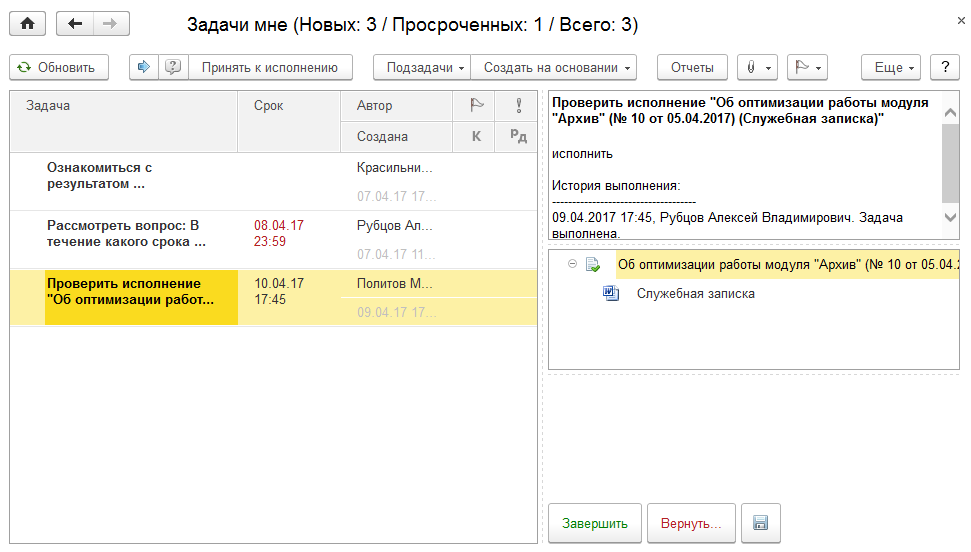 Задачи мне (Новых: 3 / Просроченных: 1 / Всего: 3)
Обновить
Принять к исполнению
Подзадачи
Создать на основании
Отчеты
Еще
?
Задача
Срок
Автор
Создана
К
Рд
Ознакомиться с
результатом ...
Красильни...
07.04.17 17...
Рассмотреть вопрос: В
течение какого срока ...
08.04.17
23:59
Рубцов Ал...
07.04.17 11...
Проверить исполнение
"Об оптимизации работ...
10.04.17
17:45
Политов М...
09.04.17 17...
Проверить исполнение "Об оптимизации работы модуля
"Архив" (№ 10 от 05.04.2017) (Служебная записка)"
исполнить
История выполнения:
------------------------------------
09.04.2017 17:45, Рубцов Алексей Владимирович. Задача
выполнена.
Об оптимизации работы модуля "Архив" (№ 10 от 05.04.2
Служебная записка
Завершить
Вернуть...